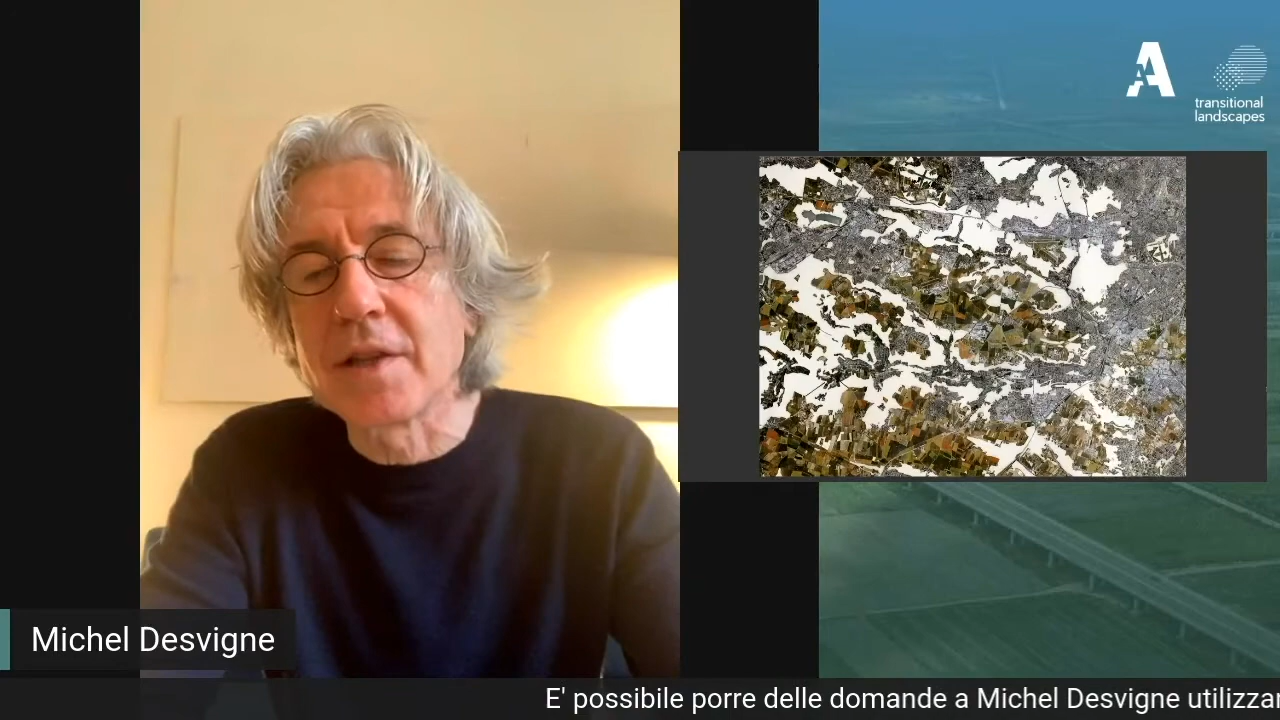 A
transitional
landscapes
Michel Desvigne
E' possibile porre delle domande a Michel Desvigne